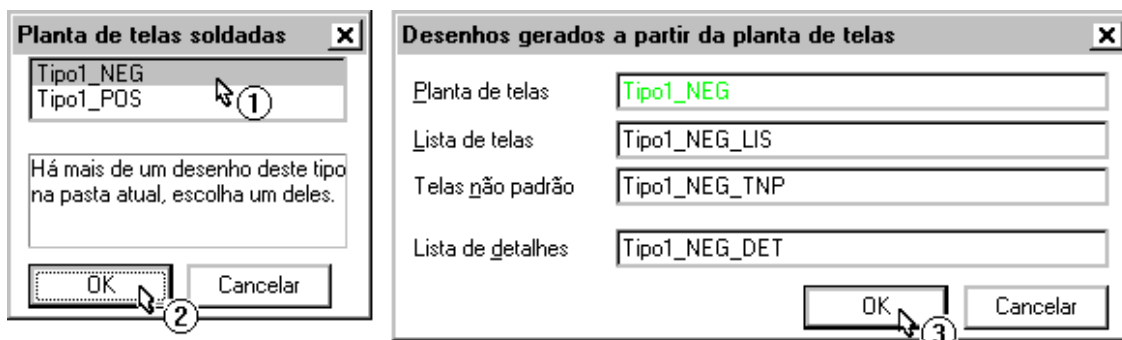 Planta de telas soldadas
Tipo1_NEG
Tipo1_POS
1
Há mais de um desenho deste tipo
na pasta atual, escolha um deles.
OK
Cancelar
2
Desenhos gerados a partir da planta de telas
Planta de telas
Tipo1_NEG
Lista de telas
Tipo1_NEG_LIS
Telas não padrão
Tipo1_NEG_TNP
Lista de detalhes
Tipo1_NEG_DET
OK
Cancelar
3